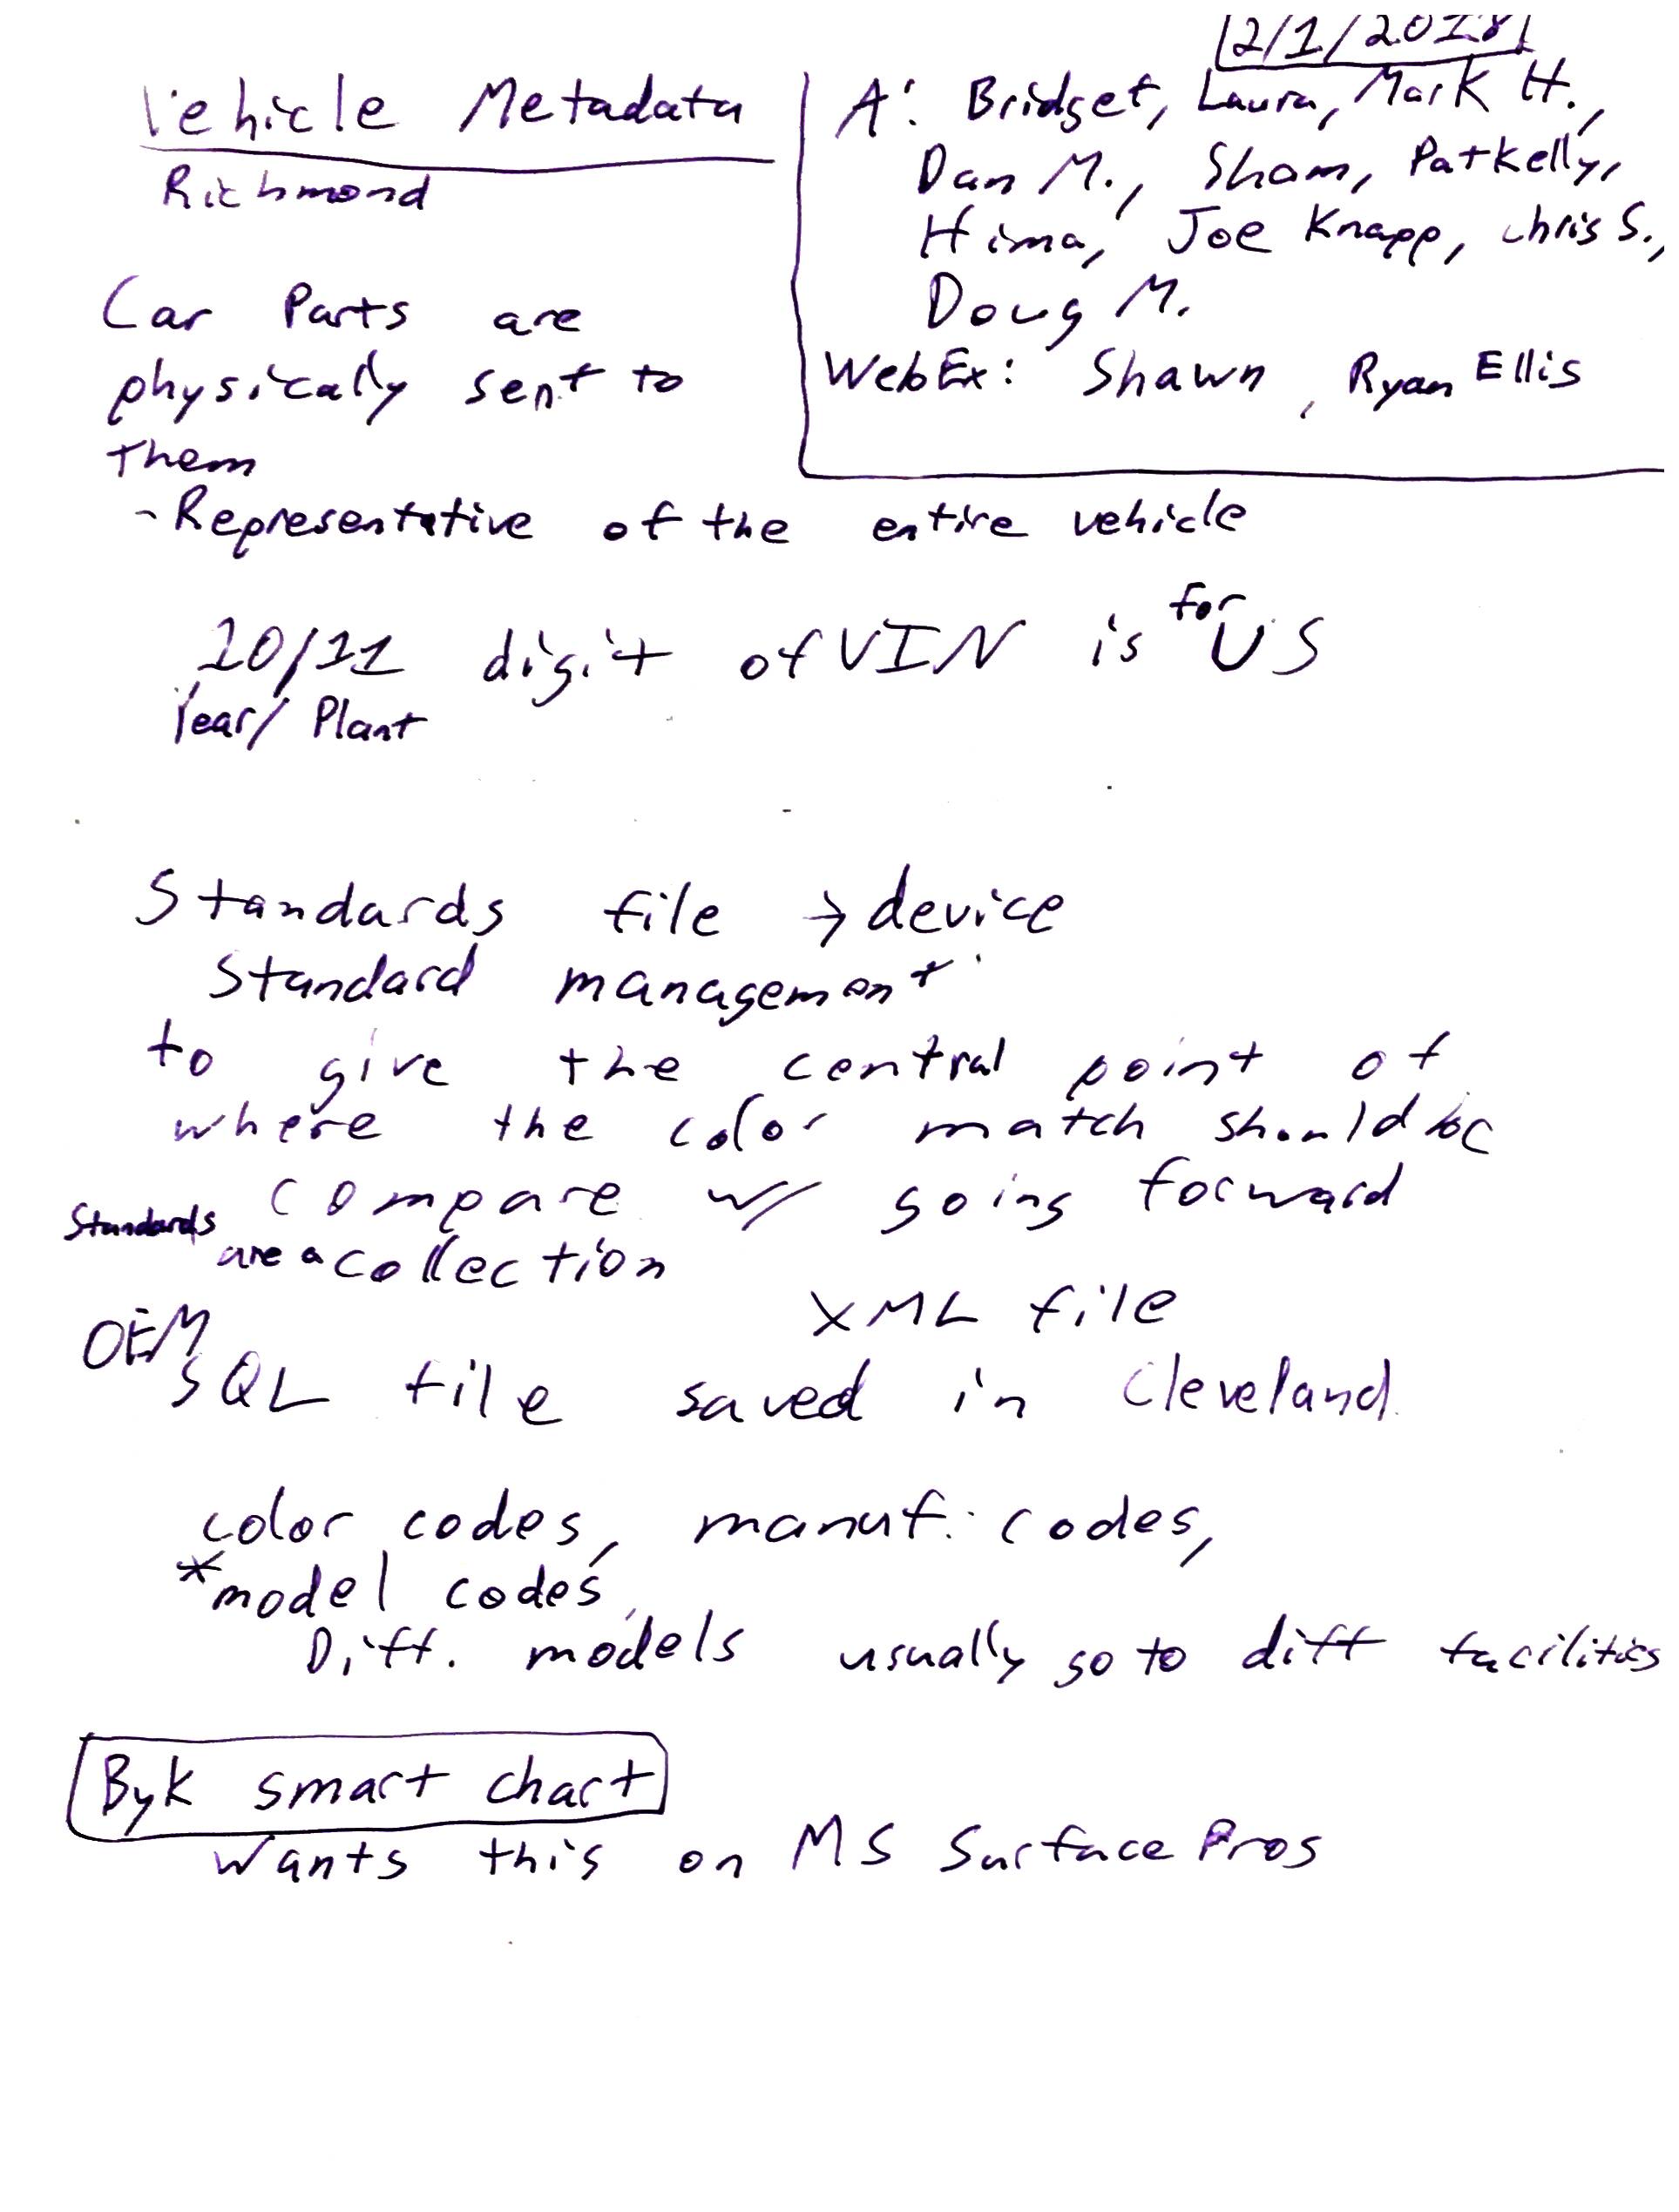 2/1/2018
Vehicle Metadata
Richmond
A: Bridget, Laura, Mark H.,
Dan M., Sham, Pat Kelly,
Hima, Joe Knapp, Chris S.,
Doug M.
WebEx: Shawn, Ryan Ellis
Car Parts are
physically sent to
them
- Representative of the entire vehicle
10/11 digit of VIN is for US
Year/ Plant
Standards file → device
Standard management
to give the central point of
where the color match should be
compare w/ going forward
Standards are a collection
XML file
OEM
SQL file saved in Cleveland
color codes, manuf. codes,
*model codes
Diff. models usually go to diff facilities
Byk smart chart
Wants this on MS Surface Pros